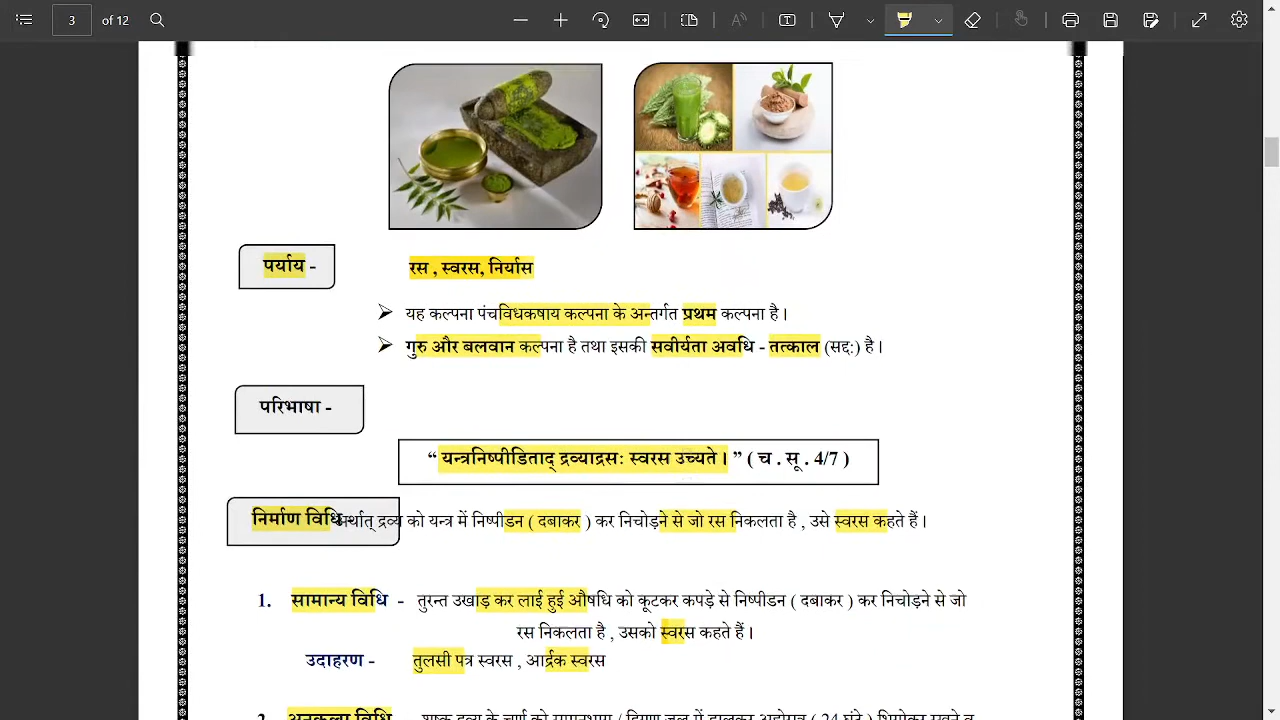 3 of 12
पर्याय -
रस , स्वरस, निर्यास
यह कल्पना पंचविधकषाय कल्पना के अन्तर्गत प्रथम कल्पना है ।
गुरु और बलवान कल्पना है तथा इसकी सवीर्यता अवधि - तत्काल (सद्द:) है ।
परिभाषा -
“ यन्त्रनिष्पीडिताद् द्रव्याद्रसः स्वरस उच्यते । ” ( च . सू . 4/7 )
निर्माण विधि -
अर्थात् द्रव्य को यन्त्र में निष्पीडन ( दबाकर ) कर निचोड़ने से जो रस निकलता है , उसे स्वरस कहते हैं ।
1. सामान्य विधि - तुरन्त उखाड़ कर लाई हुई औषधि को कूटकर कपड़े से निष्पीडन ( दबाकर ) कर निचोड़ने से जो
रस निकलता है , उसको स्वरस कहते हैं ।
उदाहरण - तुलसी पत्र स्वरस , आर्द्रक स्वरस